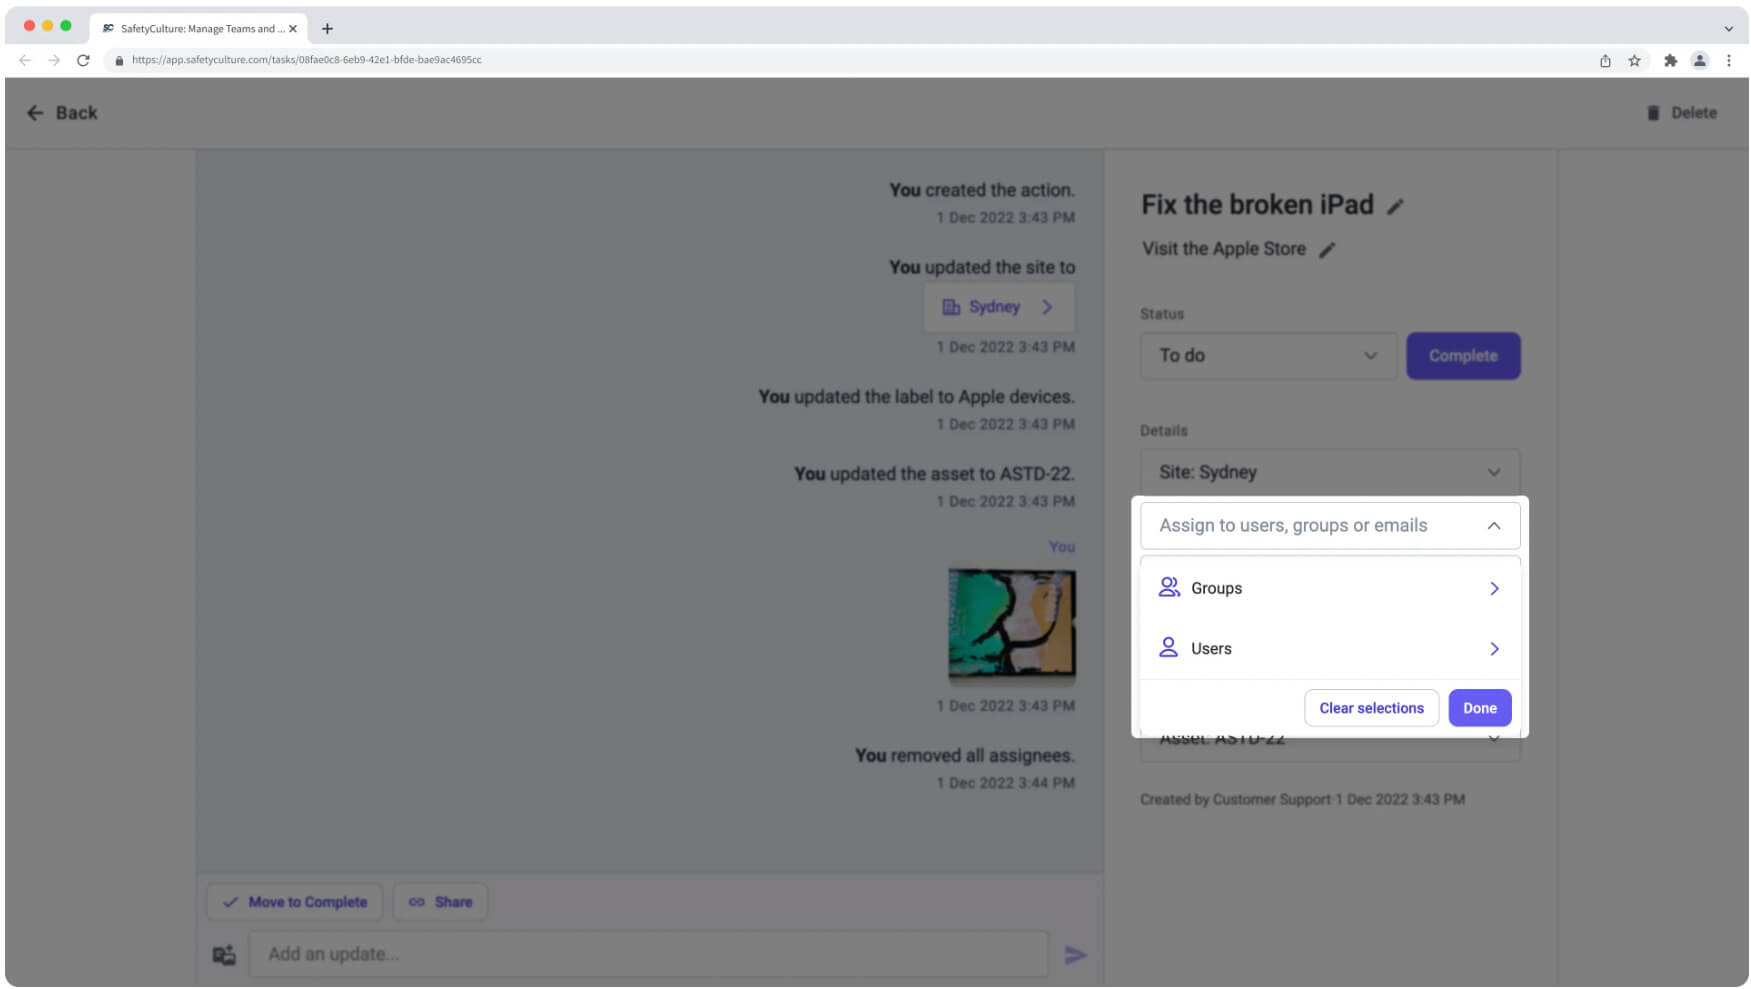 SafetyCulture: Manage Teams and ...
https://app.safetyculture.com/tasks/08fae0c8-6eb9-42e1-bfde-bae9ac4695cc
Back
Delete
You created the action.
1 Dec 2022 3:43 PM
You updated the site to
Sydney
1 Dec 2022 3:43 PM
You updated the label to Apple devices.
1 Dec 2022 3:43 PM
You updated the asset to ASTD-22.
1 Dec 2022 3:43 PM
You
1 Dec 2022 3:43 PM
You removed all assignees.
1 Dec 2022 3:44 PM
Move to Complete
Share
Add an update...
Fix the broken iPad
Visit the Apple Store
Status
To do
Complete
Details
Site: Sydney
Assign to users, groups or emails
Groups
Users
Clear selections
Done
Asset: ASTD-22
Created by Customer Support·1 Dec 2022 3:43 PM